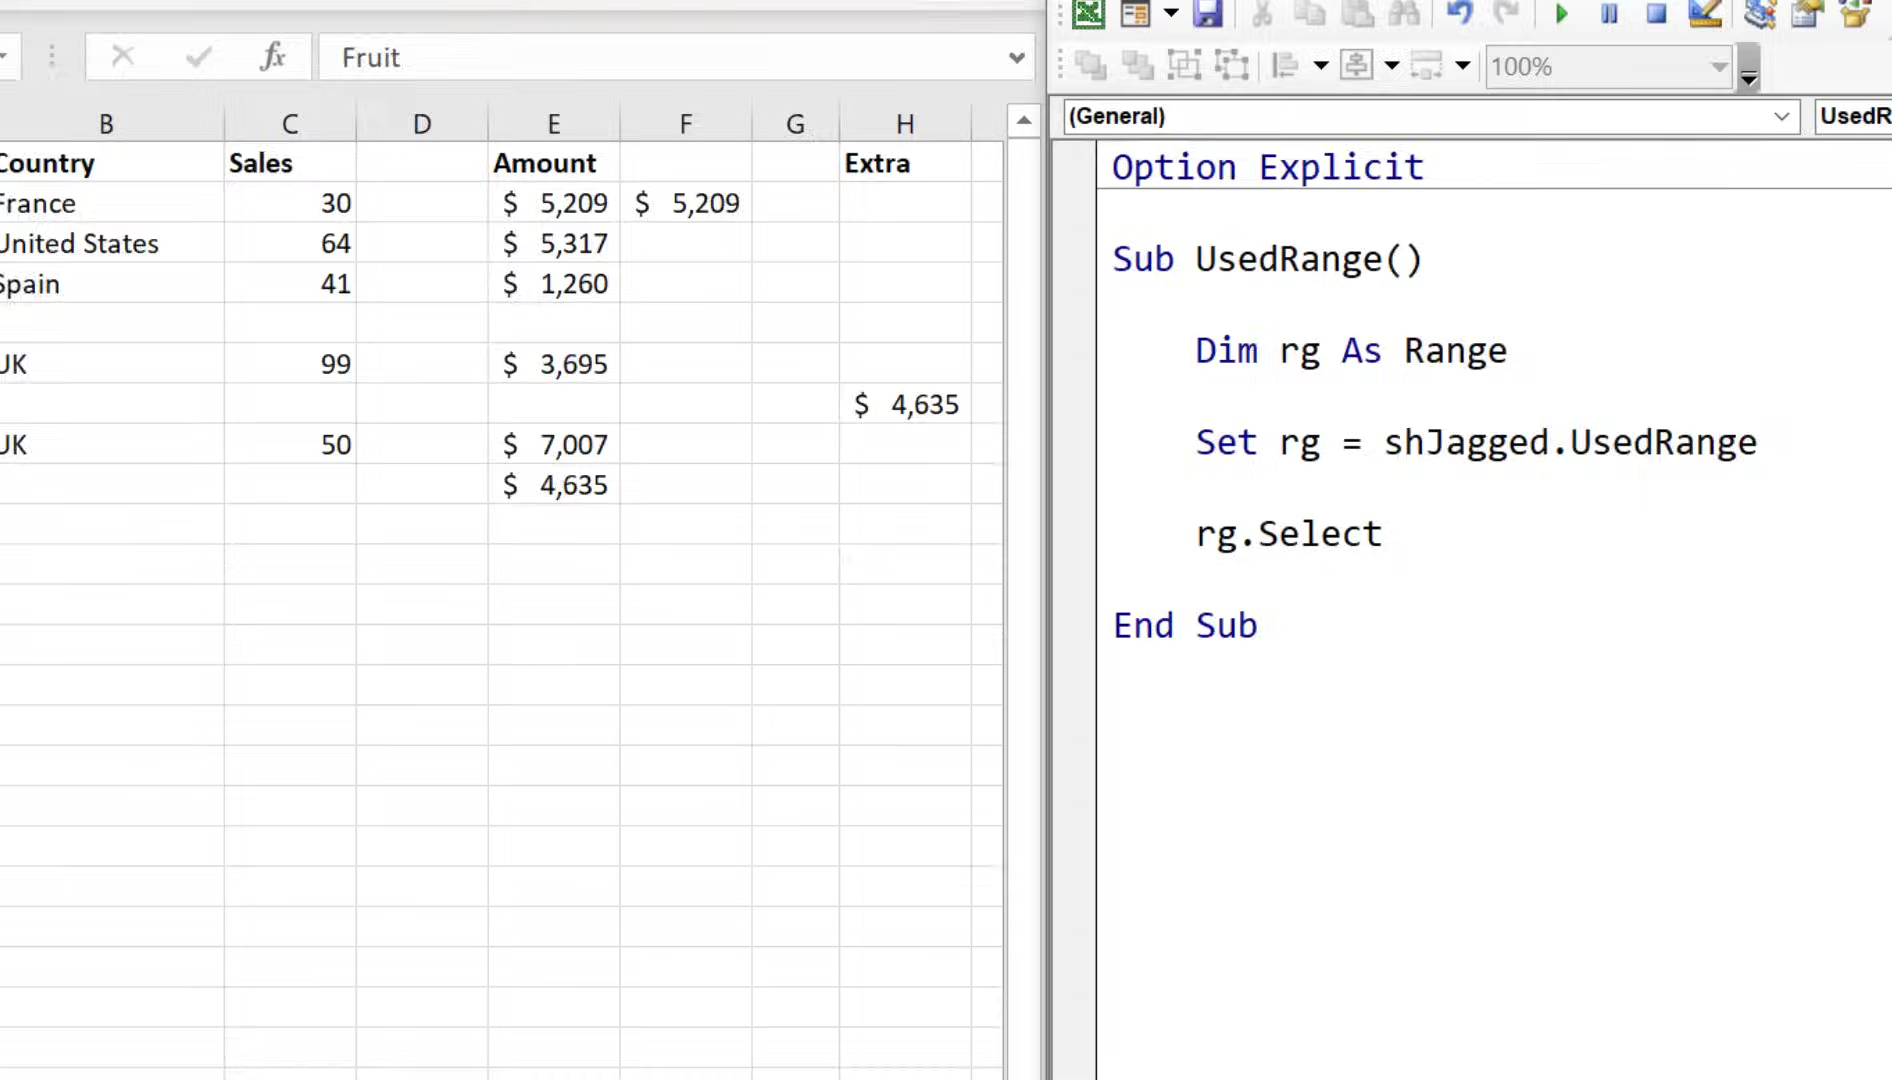 fx Fruit
B C D E F G H
Country Sales Amount Extra
France 30 $ 5,209 $ 5,209
United States 64 $ 5,317
Spain 41 $ 1,260
UK 99 $ 3,695
$ 4,635
UK 50 $ 7,007
$ 4,635
100%
(General) UsedR
Option Explicit
Sub UsedRange()
Dim rg As Range
Set rg = shJagged.UsedRange
rg.Select
End Sub